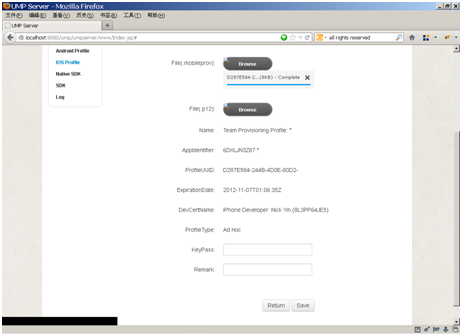 UMP Server - Mozilla Firefox
文件(F) 编辑(E) 查看(V) 历史(S) 书签(B) 工具(T) 帮助(H)
UMP Server +
localhost:8080/ump/umpserver/www/Index.jsp# - all rights reserved
Android Profile
IOS Profile
Native SDK
SDK
Log
File(.mobileprov): Browse
D287E584-2...(9KB) - Complete
File(.p12): Browse
Name: Team Provisioning Profile: *
AppIdentifier: 6DXLJN3Z87.*
ProfileUUID: D287E584-244B-4D0E-80D2-
ExpirationDate: 2012-11-07T01:06:35Z
DevCertName: iPhone Developer: Nick Yin (8L3PP64JE5)
ProfileType: Ad Hoc
KeyPass:
Remark:
Return Save